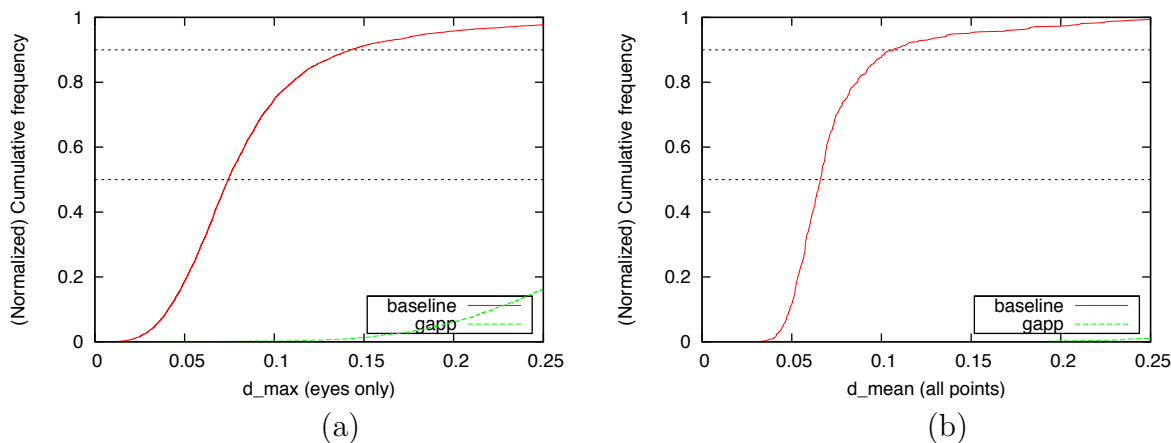 (Normalized) Cumulative frequency
1
0.8
0.6
0.4
0.2
0
0
0.05
0.1
0.15
0.2
0.25
baseline
gapp
d_max (eyes only)
(a)
(Normalized) Cumulative frequency
1
0.8
0.6
0.4
0.2
0
0
0.05
0.1
0.15
0.2
0.25
baseline
gapp
d_mean (all points)
(b)